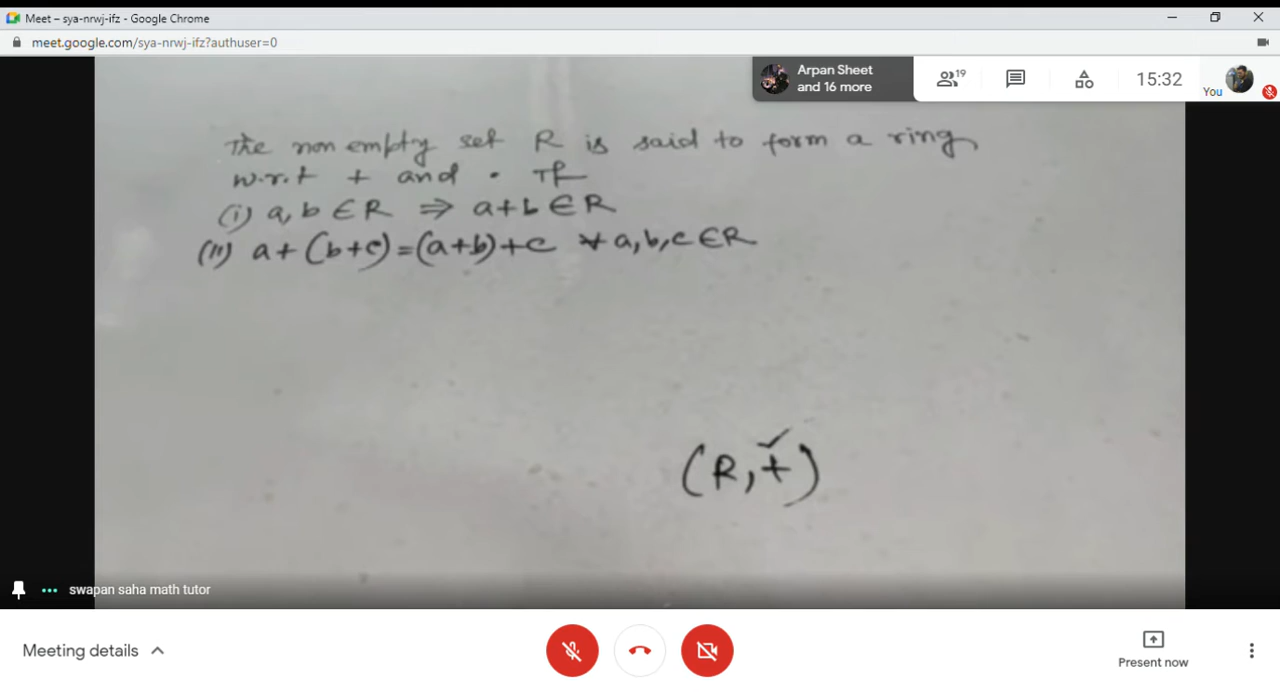 Meet – sya-nrwj-ifz - Google Chrome
meet.google.com/sya-nrwj-ifz?authuser=0
Arpan Sheet
and 16 more
19
15:32
You
The non empty set R is said to form a ring
w.r.t + and • If
(i) a, b ∈ R ⇒ a+b ∈ R
(ii) a+(b+c)=(a+b)+c ∀ a,b,c ∈ R
(R, +)
swapan saha math tutor
Meeting details
Present now